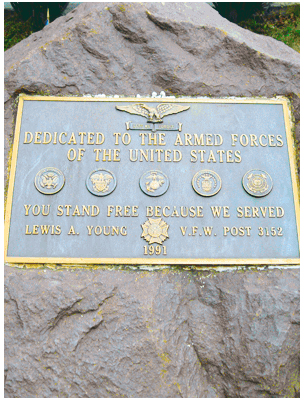 DEDICATED TO THE ARMED FORCES
OF THE UNITED STATES
YOU STAND FREE BECAUSE WE SERVED
LEWIS A. YOUNG V.F.W. POST 3152
1991